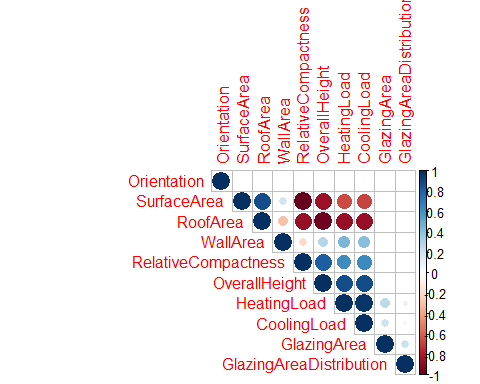 Orientation
SurfaceArea
RoofArea
WallArea
RelativeCompactness
OverallHeight
HeatingLoad
CoolingLoad
GlazingArea
GlazingAreaDistribution
Orientation
SurfaceArea
RoofArea
WallArea
RelativeCompactness
OverallHeight
HeatingLoad
CoolingLoad
GlazingArea
GlazingAreaDistribution
1
0.8
0.6
0.4
0.2
0
-0.2
-0.4
-0.6
-0.8
-1